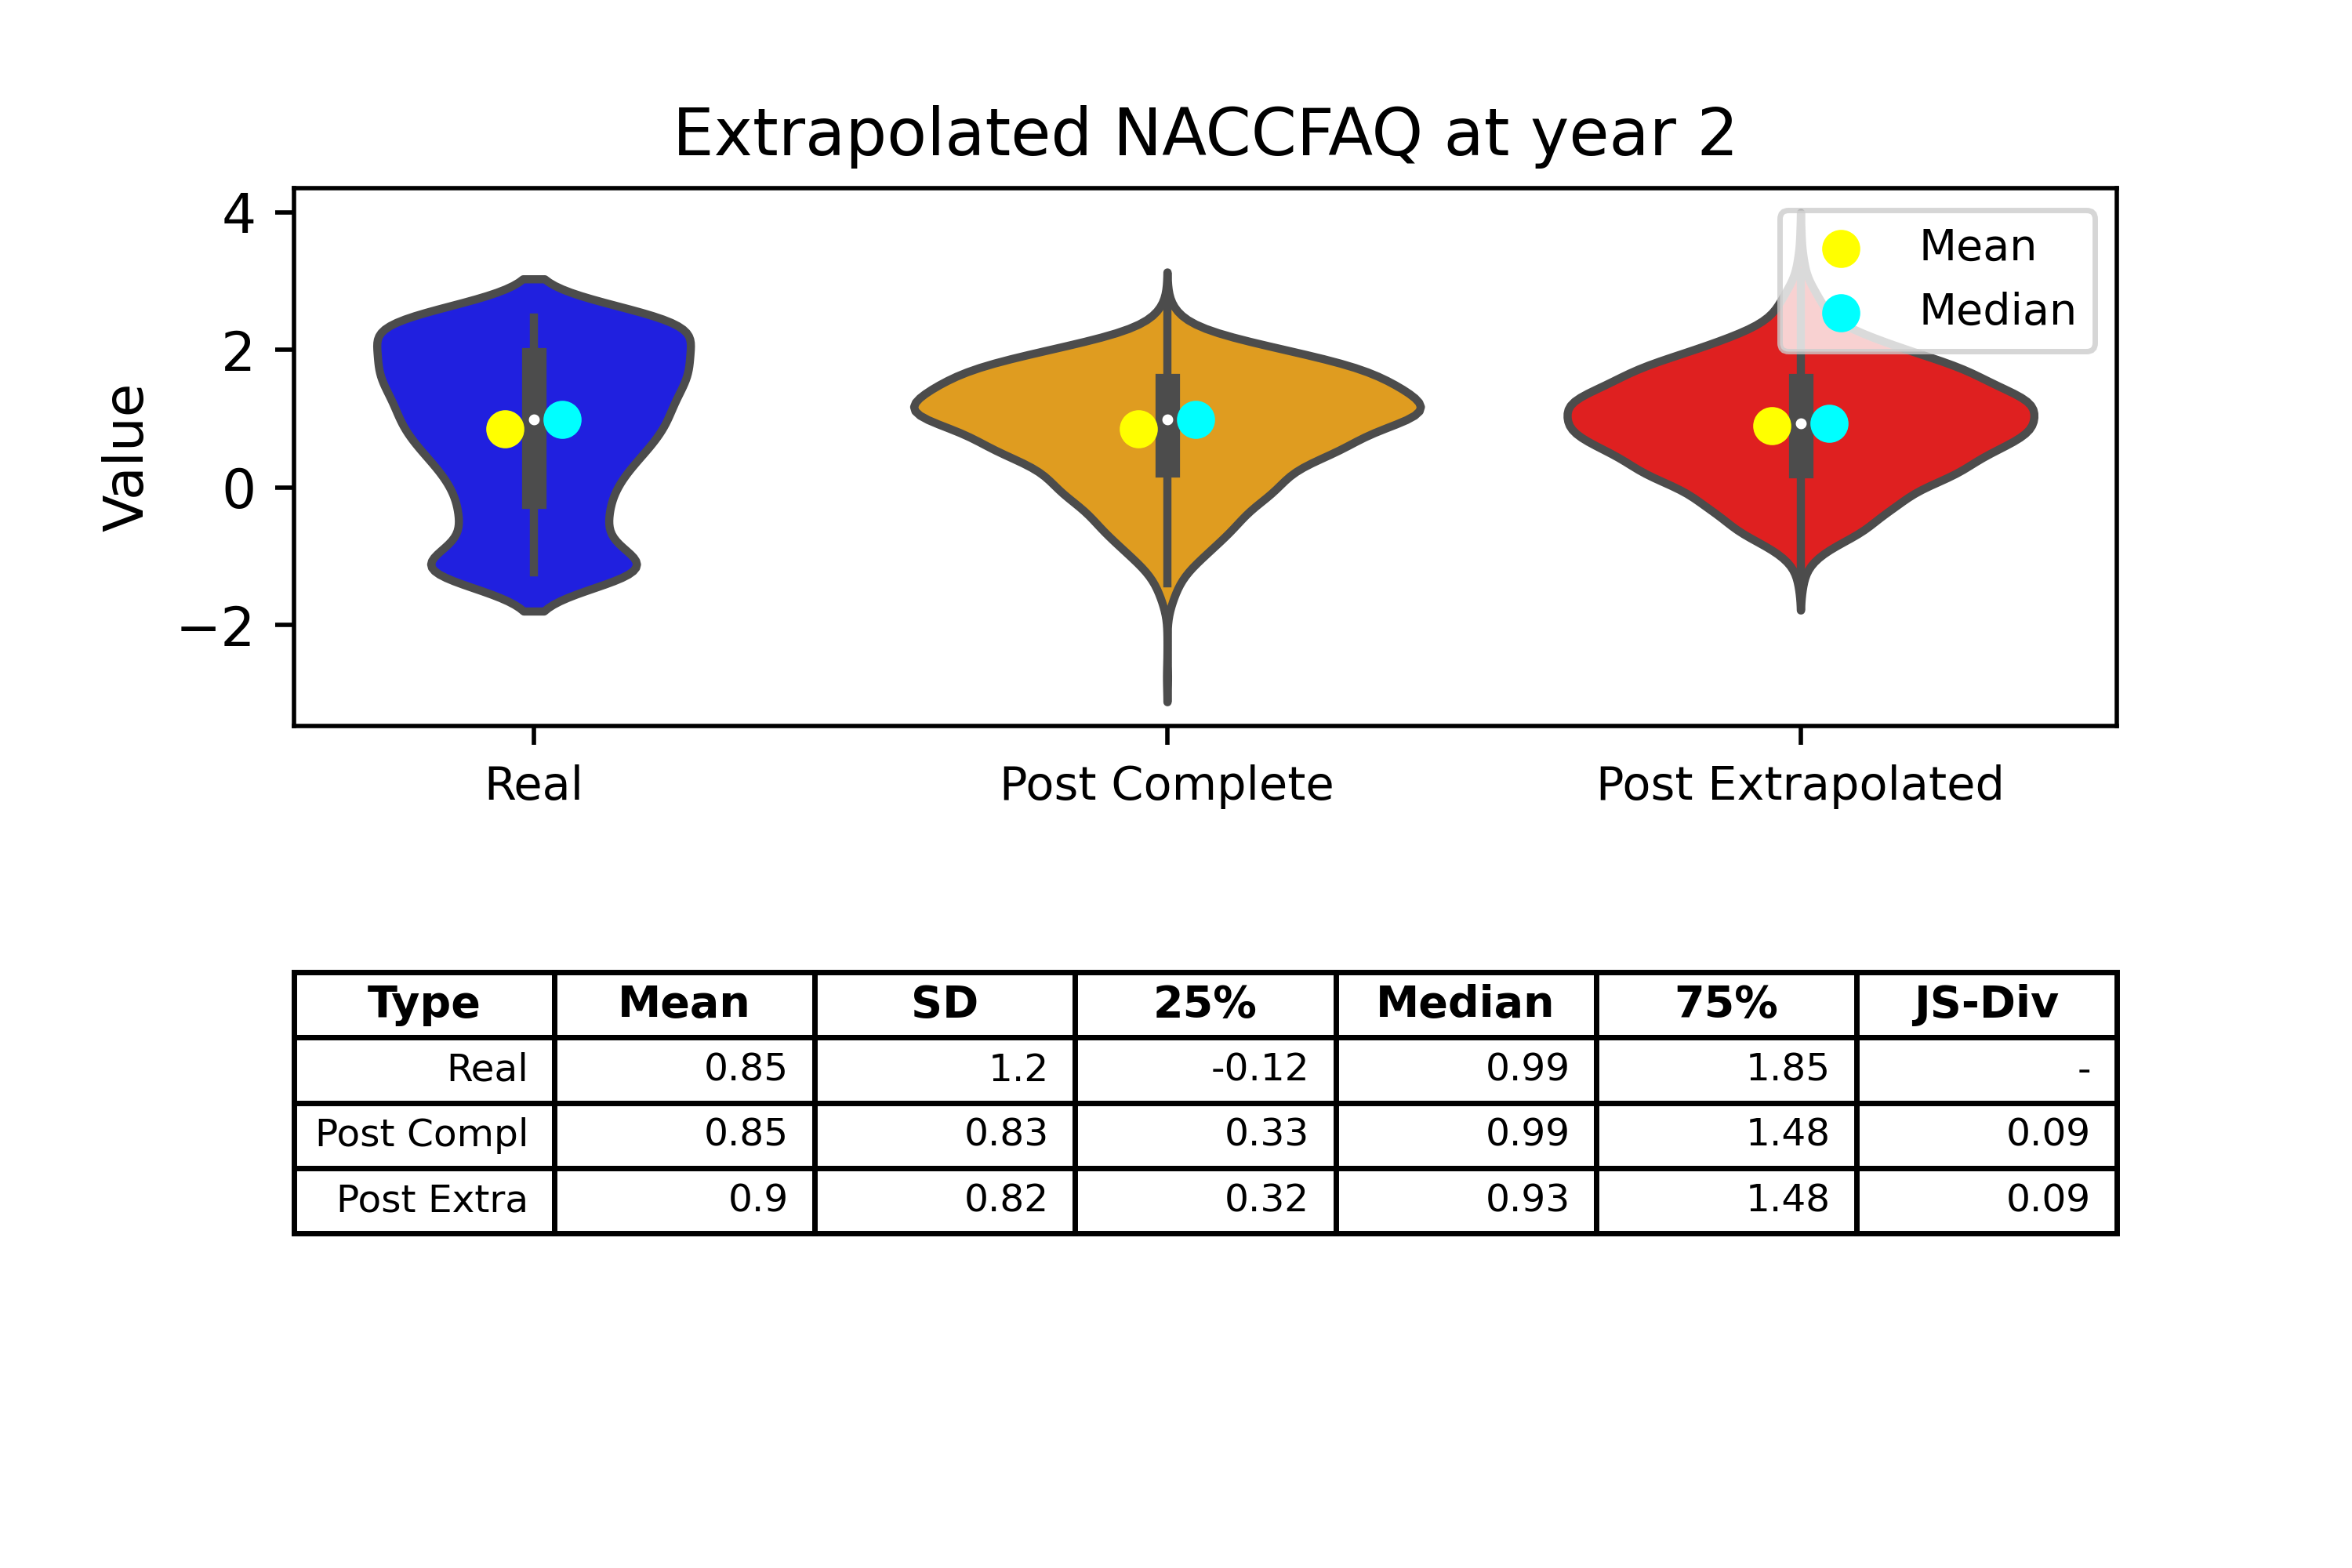 Extrapolated NACCFAQ at year 2
4
2
0
−2
Value
Mean
Median
Real Post Complete Post Extrapolated
Type Mean SD 25% Median 75% JS-Div
Real 0.85 1.2 -0.12 0.99 1.85 -
Post Compl 0.85 0.83 0.33 0.99 1.48 0.09
Post Extra 0.9 0.82 0.32 0.93 1.48 0.09